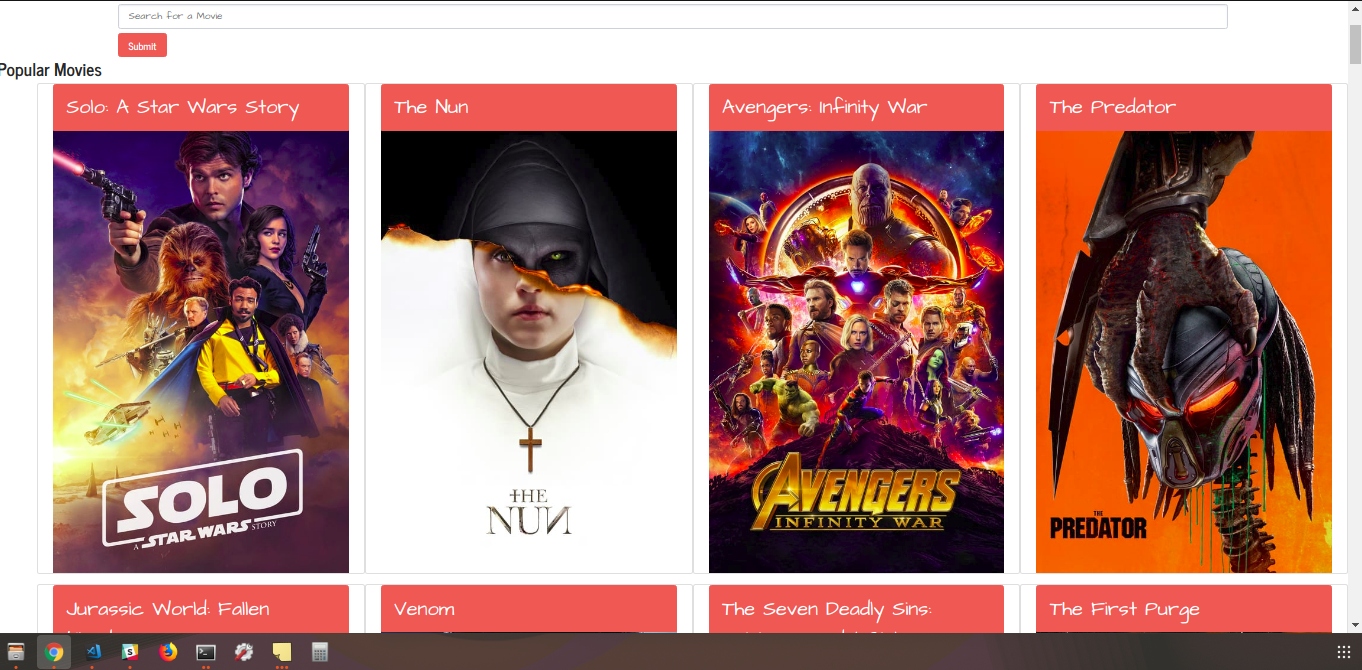 Search for a Movie
Submit
Popular Movies
Solo: A Star Wars Story
The Nun
Avengers: Infinity War
The Predator
SOLO
A STAR WARS STORY
THE
NUN
AVENGERS
INFINITY WAR
THE
PREDATOR
Jurassic World: Fallen
Venom
The Seven Deadly Sins:
The First Purge